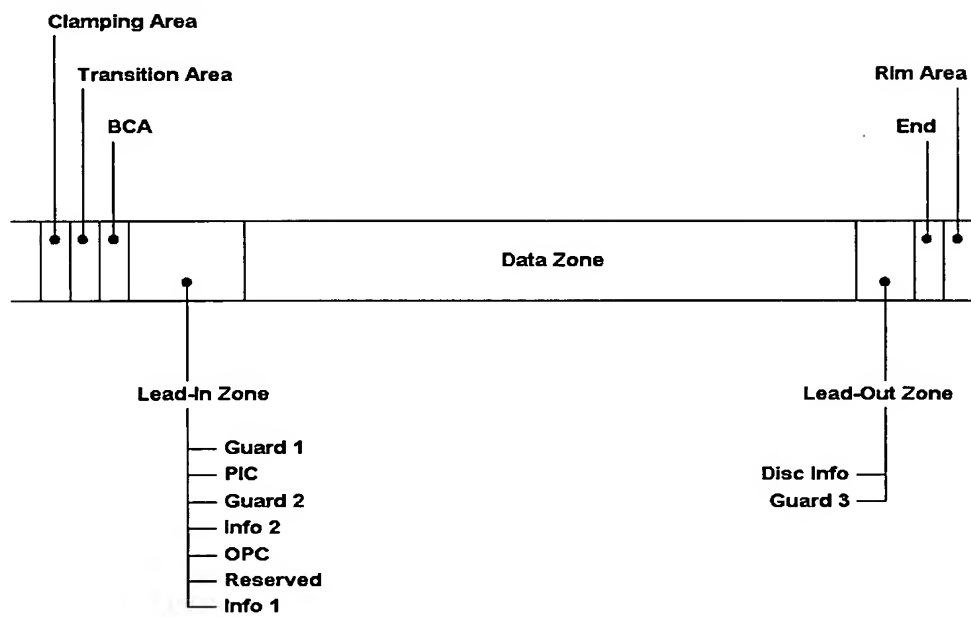 Clamping Area
Transition Area
Rim Area
BCA
End
Data Zone
Lead-In Zone
Lead-Out Zone
Guard 1
PIC
Disc Info
Guard 2
Guard 3
Info 2
OPC
Reserved
Info 1